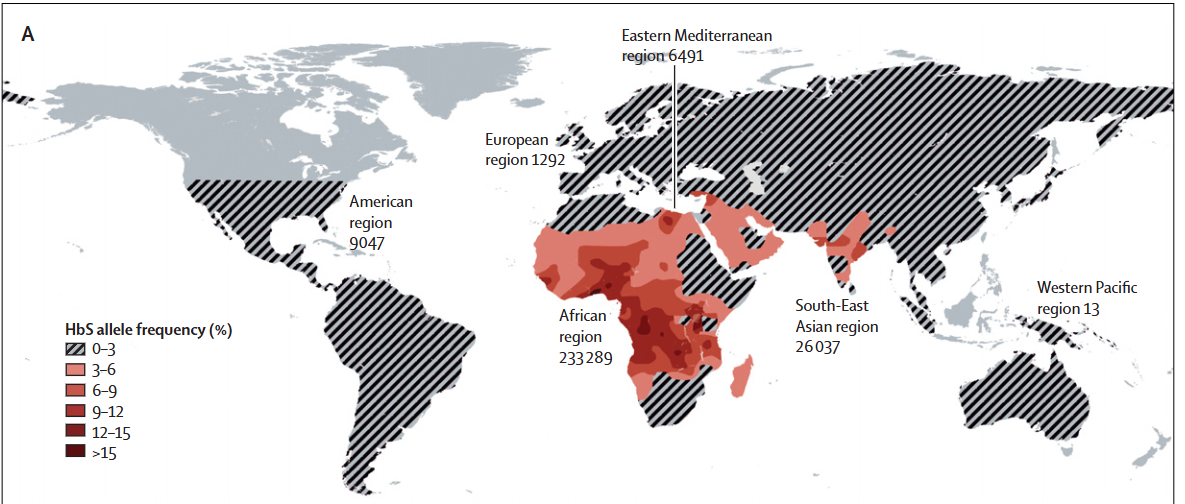 A
Eastern Mediterranean
region 6491
European
region 1292
American
region
9047
African
region
233 289
South-East
Asian region
26 037
Western Pacific
region 13
HbS allele frequency (%)
0–3
3–6
6–9
9–12
12–15
>15